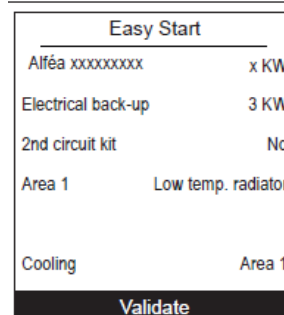 Easy Start
Alféa xxxxxxxxx x KW
Electrical back-up 3 KW
2nd circuit kit No
Area 1 Low temp. radiator
Cooling Area 1
Validate